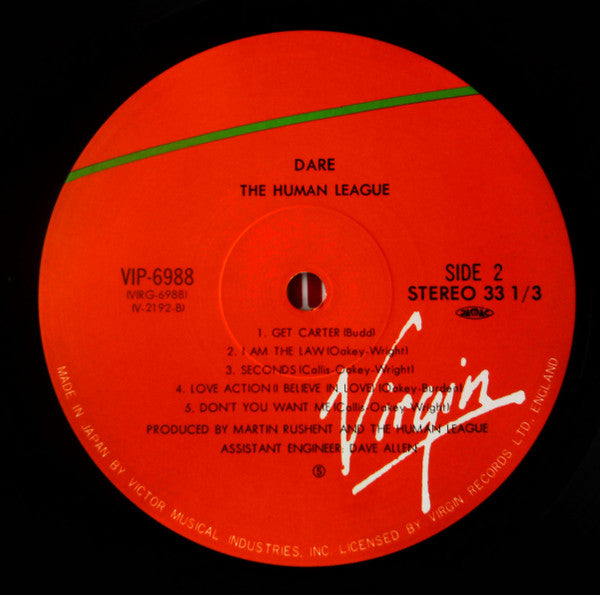 DARE
THE HUMAN LEAGUE
VIP-6988
(VIRG-6988)
(V-2192-B)
SIDE 2
STEREO 33 1/3
JASRAC
1. GET CARTER(Budd)
2. I AM THE LAW(Oakey-Wright)
3. SECONDS(Callis-Oakey-Wright)
4. LOVE ACTION(I BELIEVE IN LOVE)(Oakey-Burden)
5. DON'T YOU WANT ME(Callis-Oakey-Wright)
PRODUCED BY MARTIN RUSHENT AND THE HUMAN LEAGUE
ASSISTANT ENGINEER: DAVE ALLEN
Ⓢ
Virgin
MADE IN JAPAN BY VICTOR MUSICAL INDUSTRIES, INC. LICENSED BY VIRGIN RECORDS LTD., ENGLAND